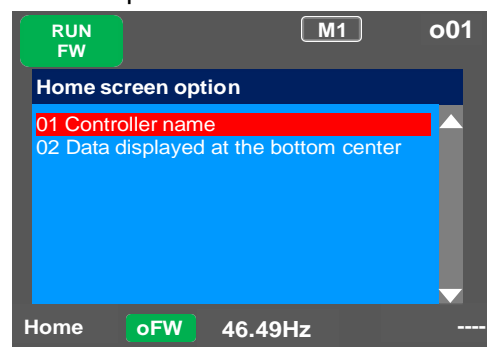 RUN
FW
M1
o01
Home screen option
01 Controller name
02 Data displayed at the bottom center
Home oFW 46.49Hz ----